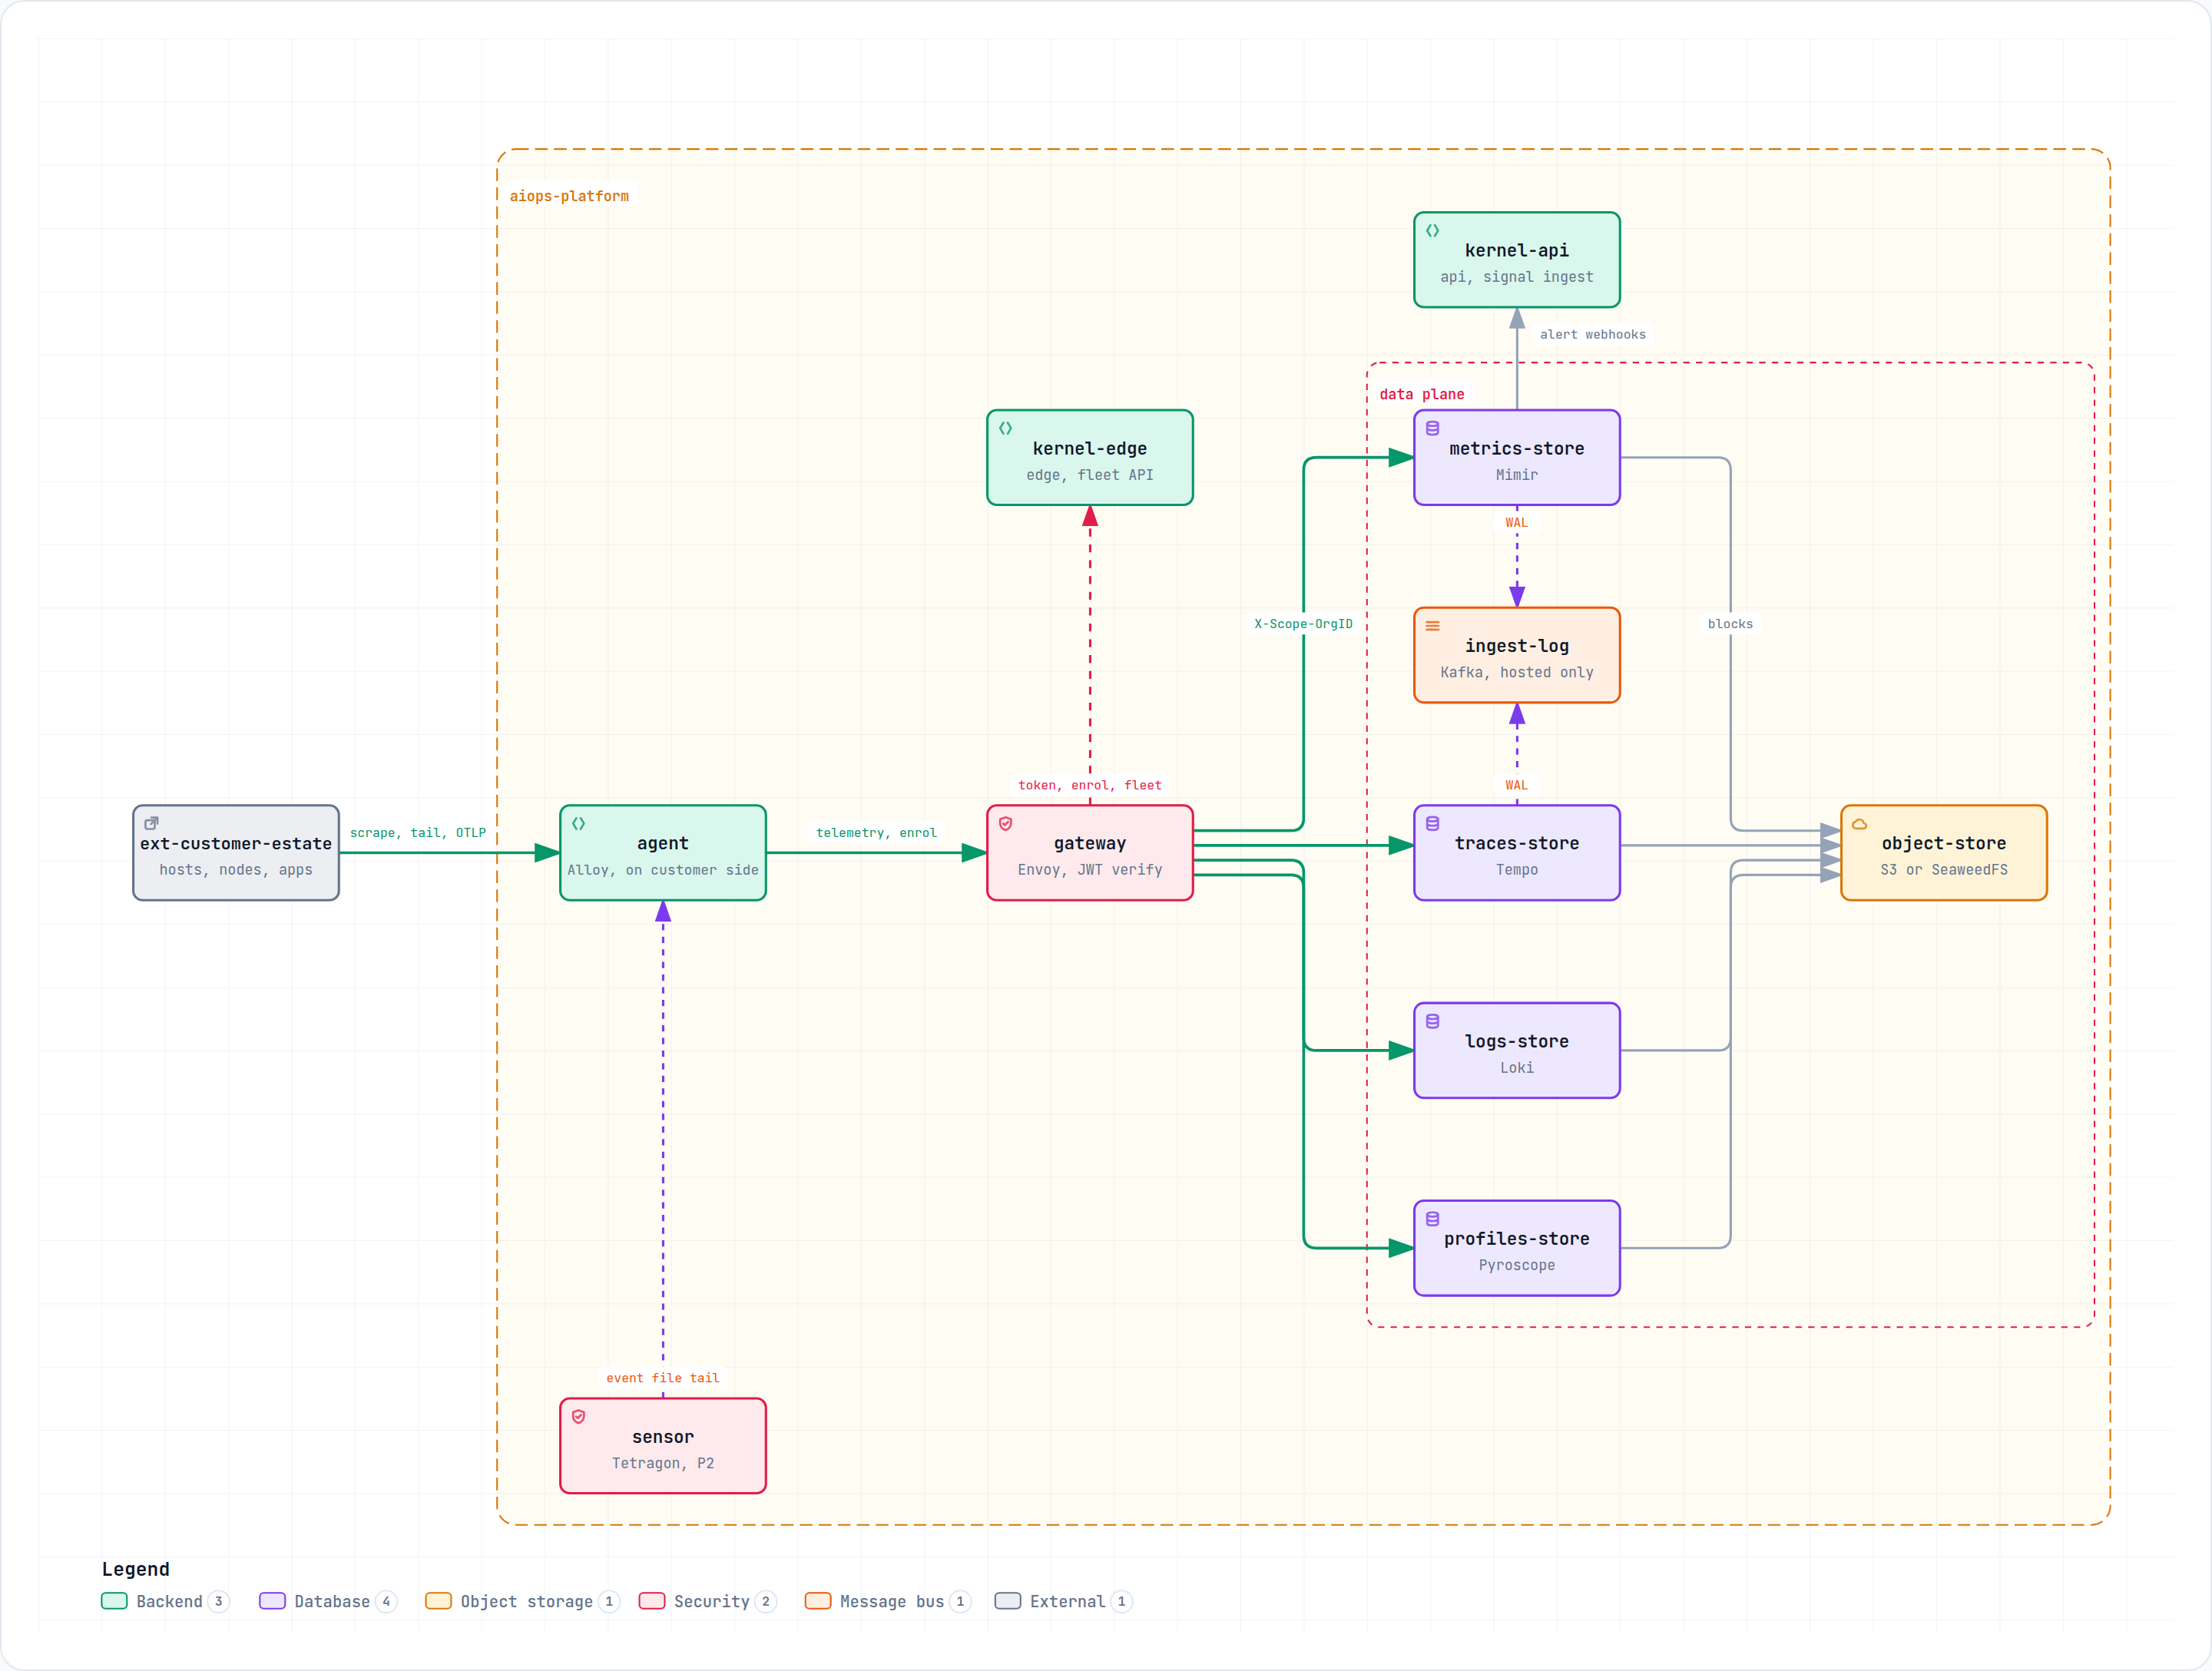 aiops-platform
kernel-api
api, signal ingest
alert webhooks
data plane
kernel-edge
edge, fleet API
metrics-store
Mimir
WAL
X-Scope-OrgID
blocks
ingest-log
Kafka, hosted only
token, enrol, fleet
WAL
ext-customer-estate
hosts, nodes, apps
scrape, tail, OTLP
agent
Alloy, on customer side
telemetry, enrol
gateway
Envoy, JWT verify
traces-store
Tempo
object-store
S3 or SeaweedFS
logs-store
Loki
profiles-store
Pyroscope
event file tail
sensor
Tetragon, P2
Legend
Backend 3
Database 4
Object storage 1
Security 2
Message bus 1
External 1